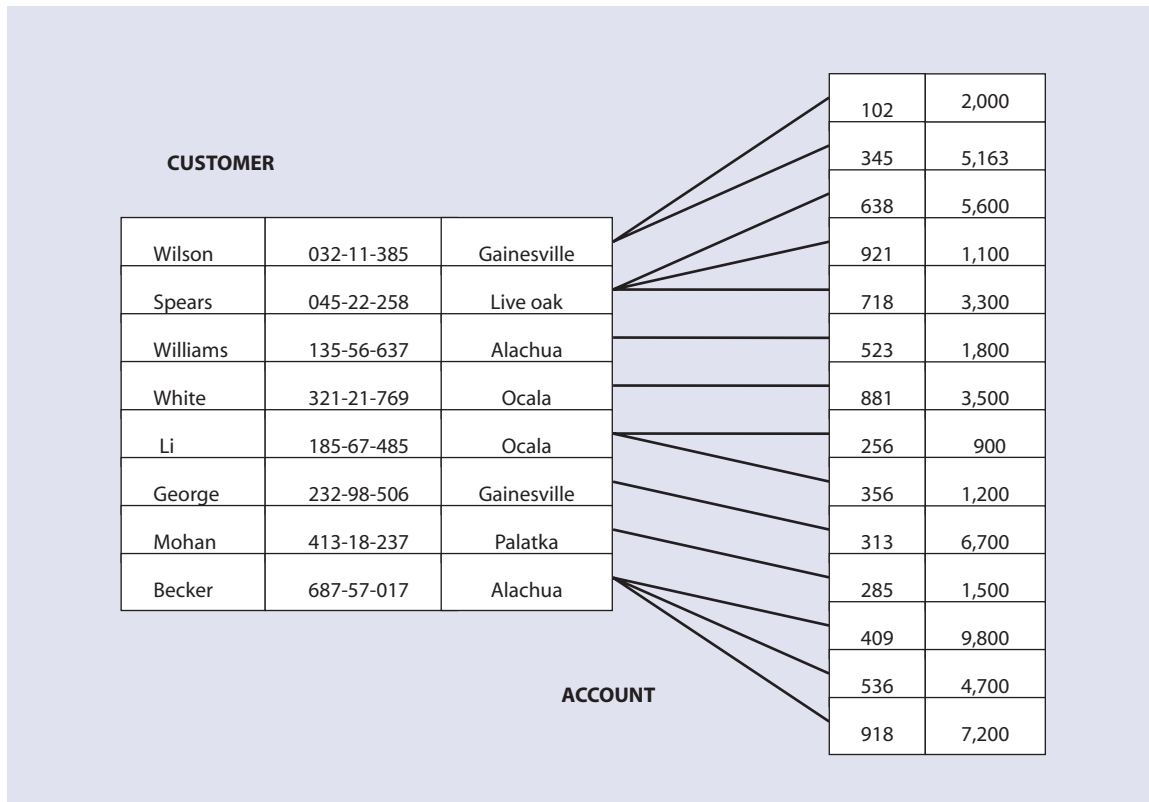 CUSTOMER
Wilson 032-11-385 Gainesville
Spears 045-22-258 Live oak
Williams 135-56-637 Alachua
White 321-21-769 Ocala
Li 185-67-485 Ocala
George 232-98-506 Gainesville
Mohan 413-18-237 Palatka
Becker 687-57-017 Alachua
ACCOUNT
102 2,000
345 5,163
638 5,600
921 1,100
718 3,300
523 1,800
881 3,500
256 900
356 1,200
313 6,700
285 1,500
409 9,800
536 4,700
918 7,200